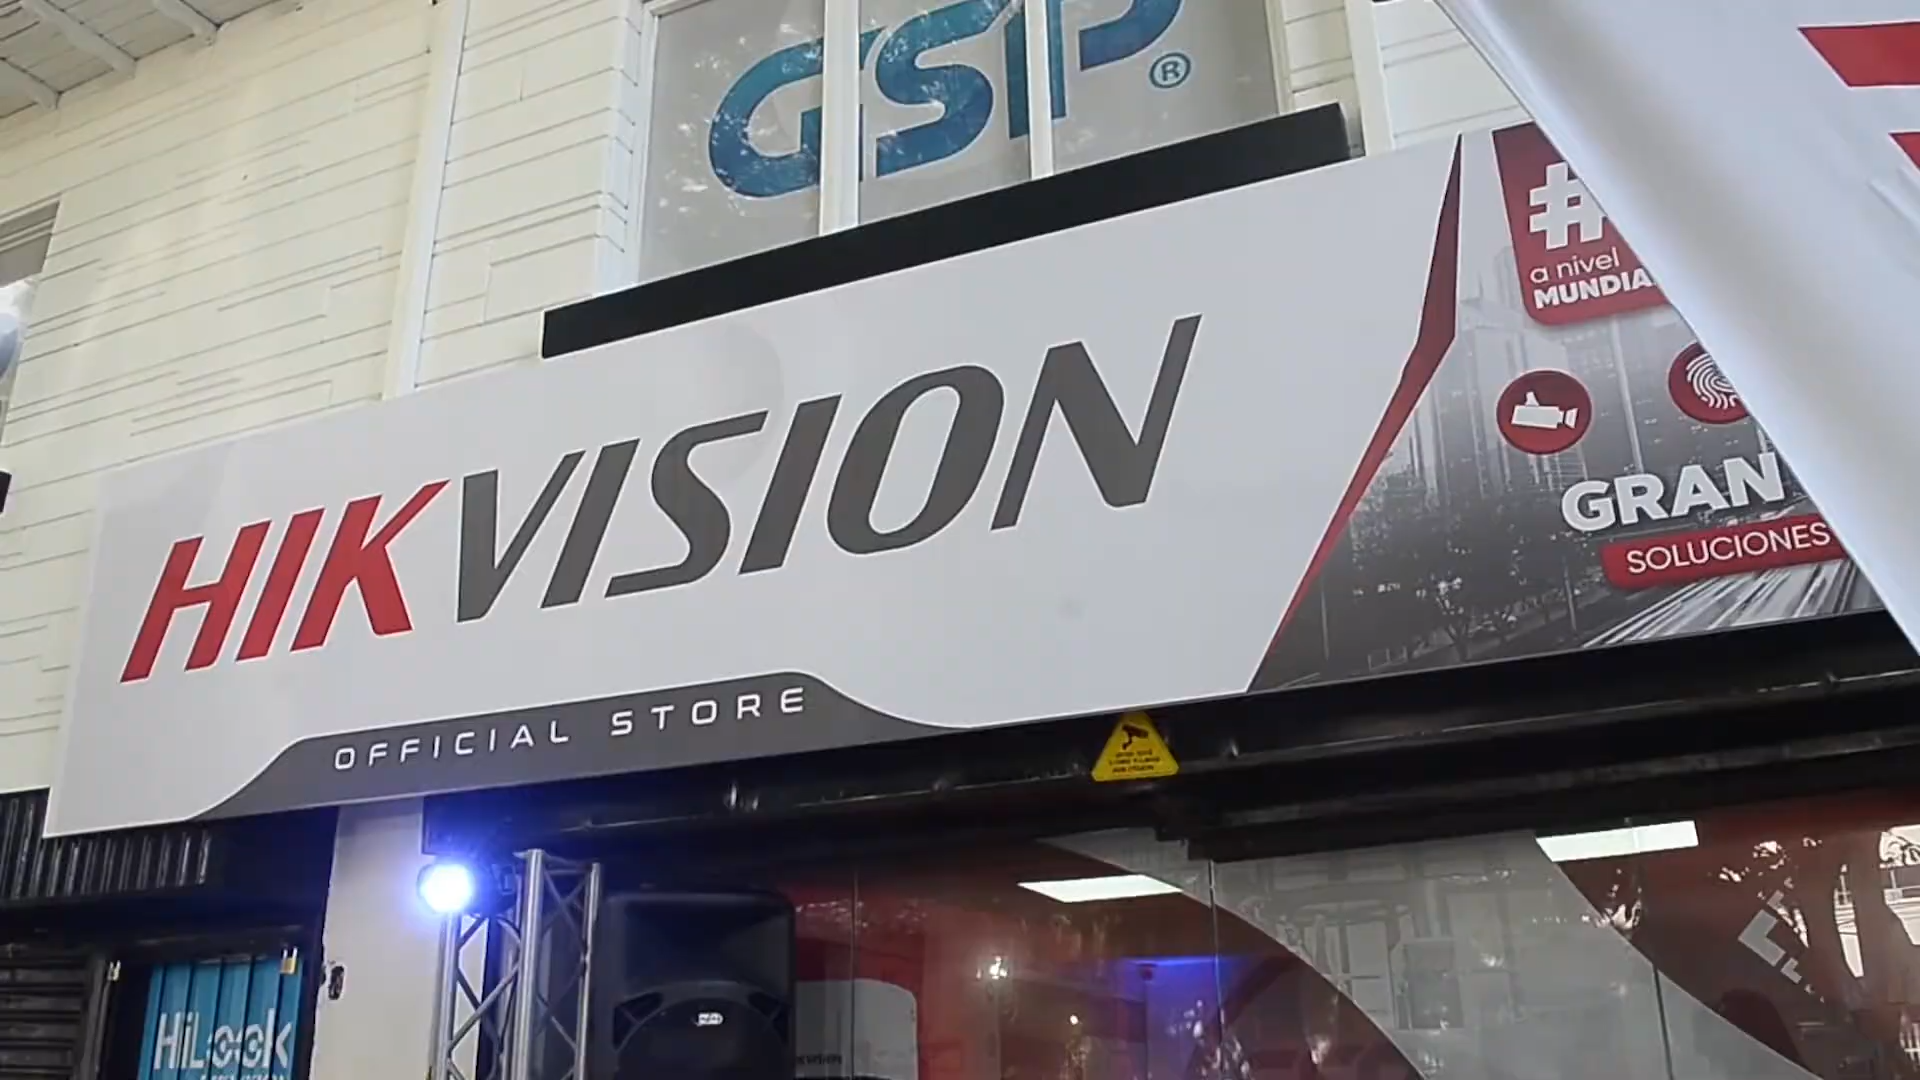 GSP®
#
a nivel
MUNDIA
HIKVISION
GRAN
SOLUCIONES
OFFICIAL STORE
HiLook